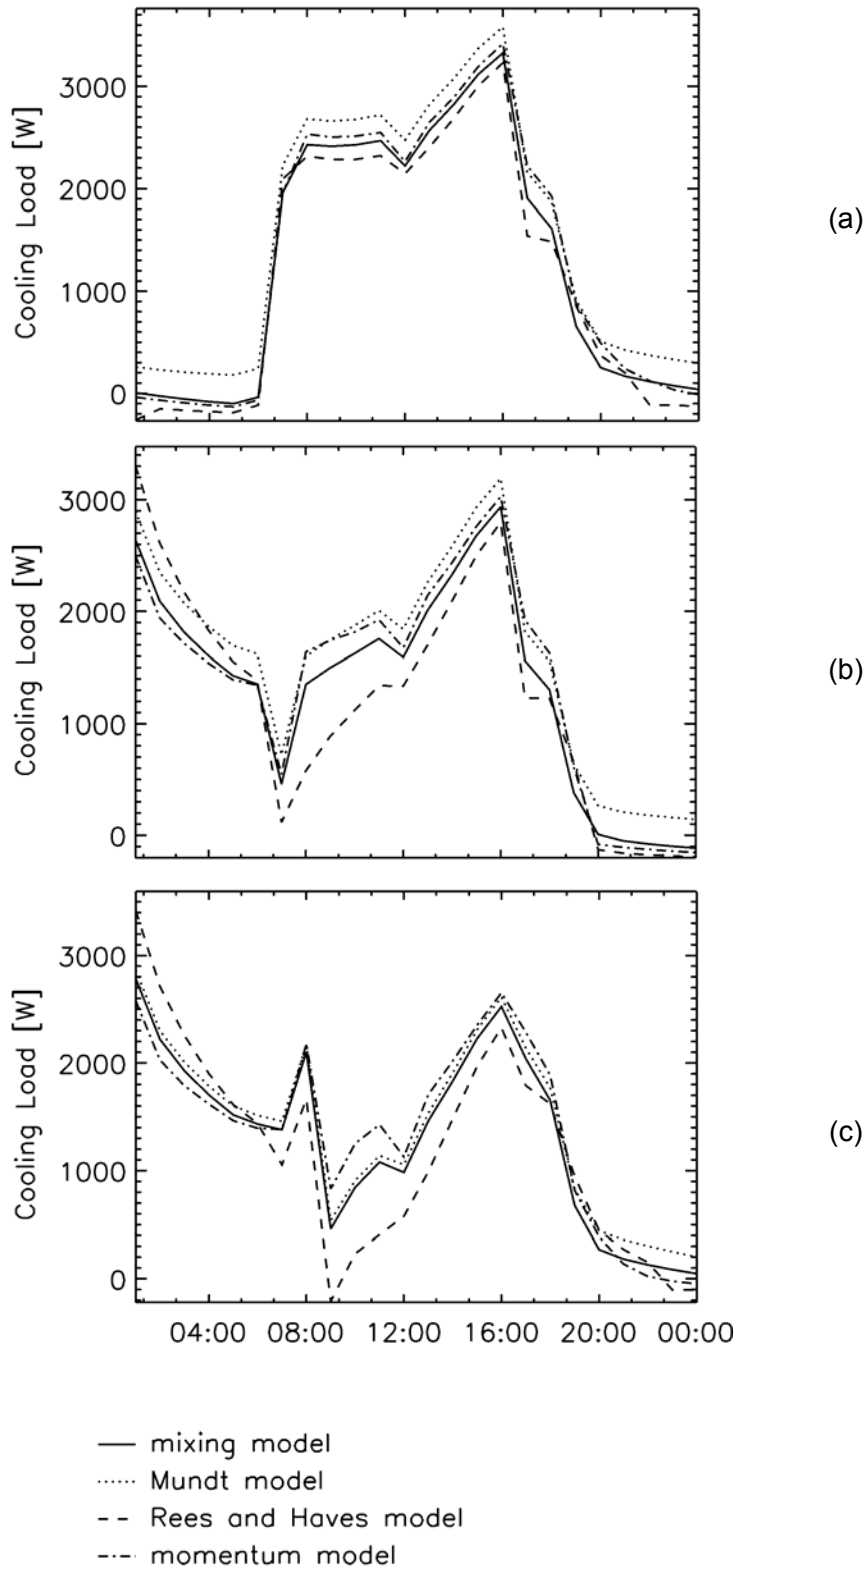 3000
2000
1000
0
Cooling Load [W]
(a)
3000
2000
1000
0
Cooling Load [W]
(b)
3000
2000
1000
0
Cooling Load [W]
(c)
04:00 08:00 12:00 16:00 20:00 00:00
mixing model
Mundt model
Rees and Haves model
momentum model